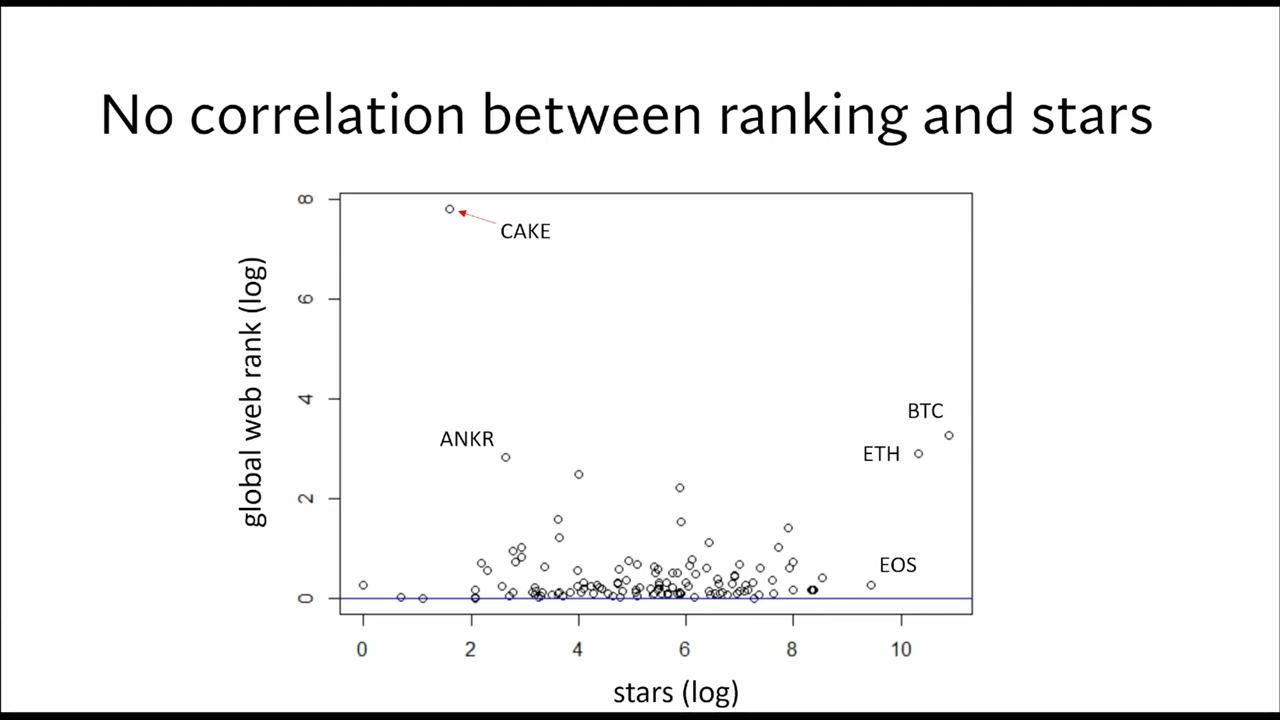 No correlation between ranking and stars
global web rank (log)
8
6
4
2
0
CAKE
ANKR
BTC
ETH
EOS
0 2 4 6 8 10
stars (log)